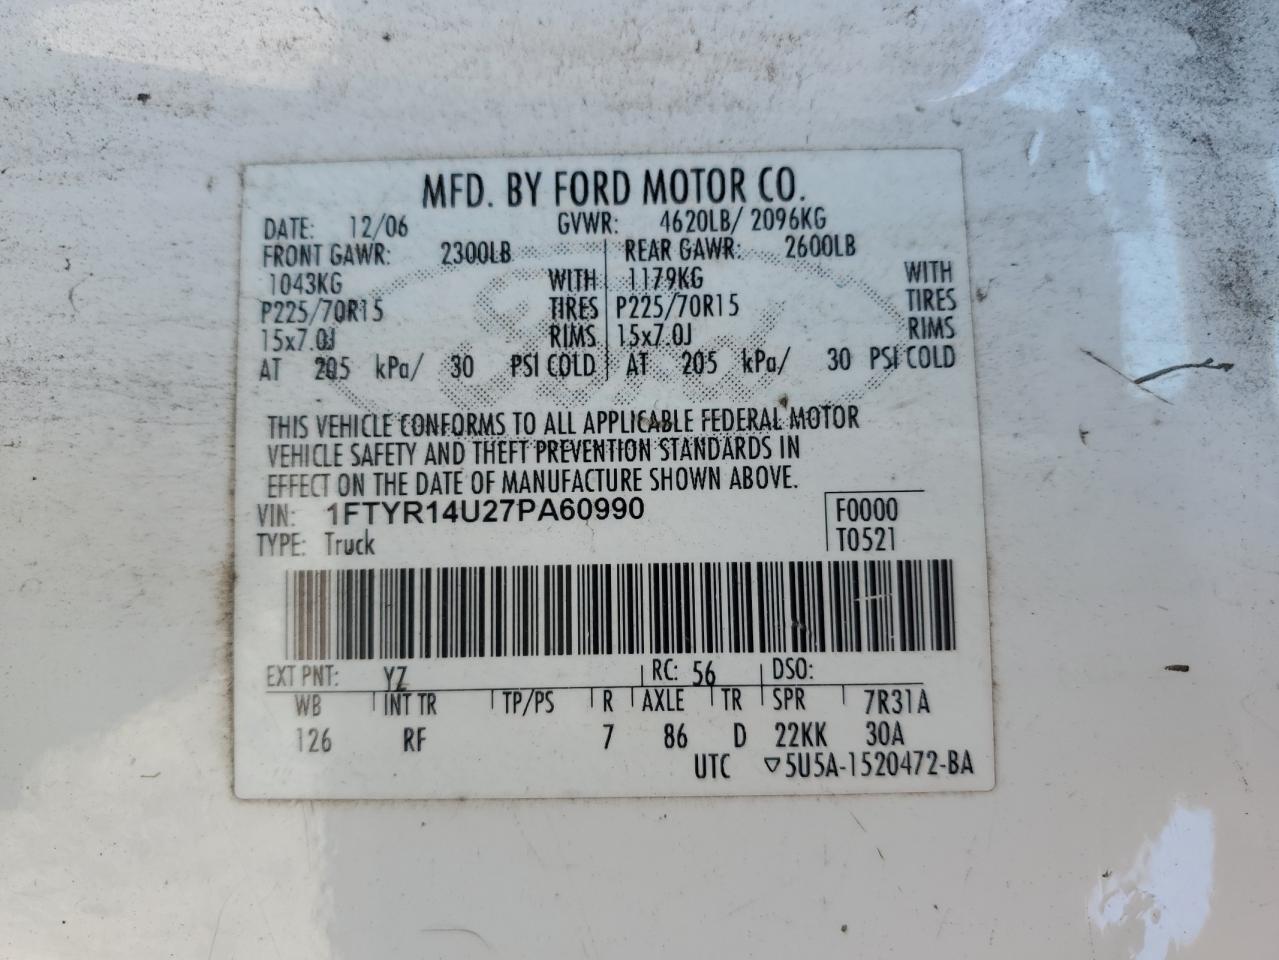 MFD. BY FORD MOTOR CO.
DATE: 12/06 GVWR: 4620LB/ 2096KG
FRONT GAWR: 2300LB REAR GAWR: 2600LB
1043KG WITH 1179KG WITH
P225/70R15 TIRES P225/70R15 TIRES
15x7.0J RIMS 15x7.0J RIMS
AT 205 kPa/ 30 PSI COLD AT 205 kPa/ 30 PSI COLD
THIS VEHICLE CONFORMS TO ALL APPLICABLE FEDERAL MOTOR
VEHICLE SAFETY AND THEFT PREVENTION STANDARDS IN
EFFECT ON THE DATE OF MANUFACTURE SHOWN ABOVE.
VIN: 1FTYR14U27PA60990 F0000
TYPE: Truck T0521
EXT PNT: YZ RC: 56 DSO:
WB INT TR TP/PS R AXLE TR SPR 7R31A
126 RF 7 86 D 22KK 30A
UTC ▽5U5A-1520472-BA